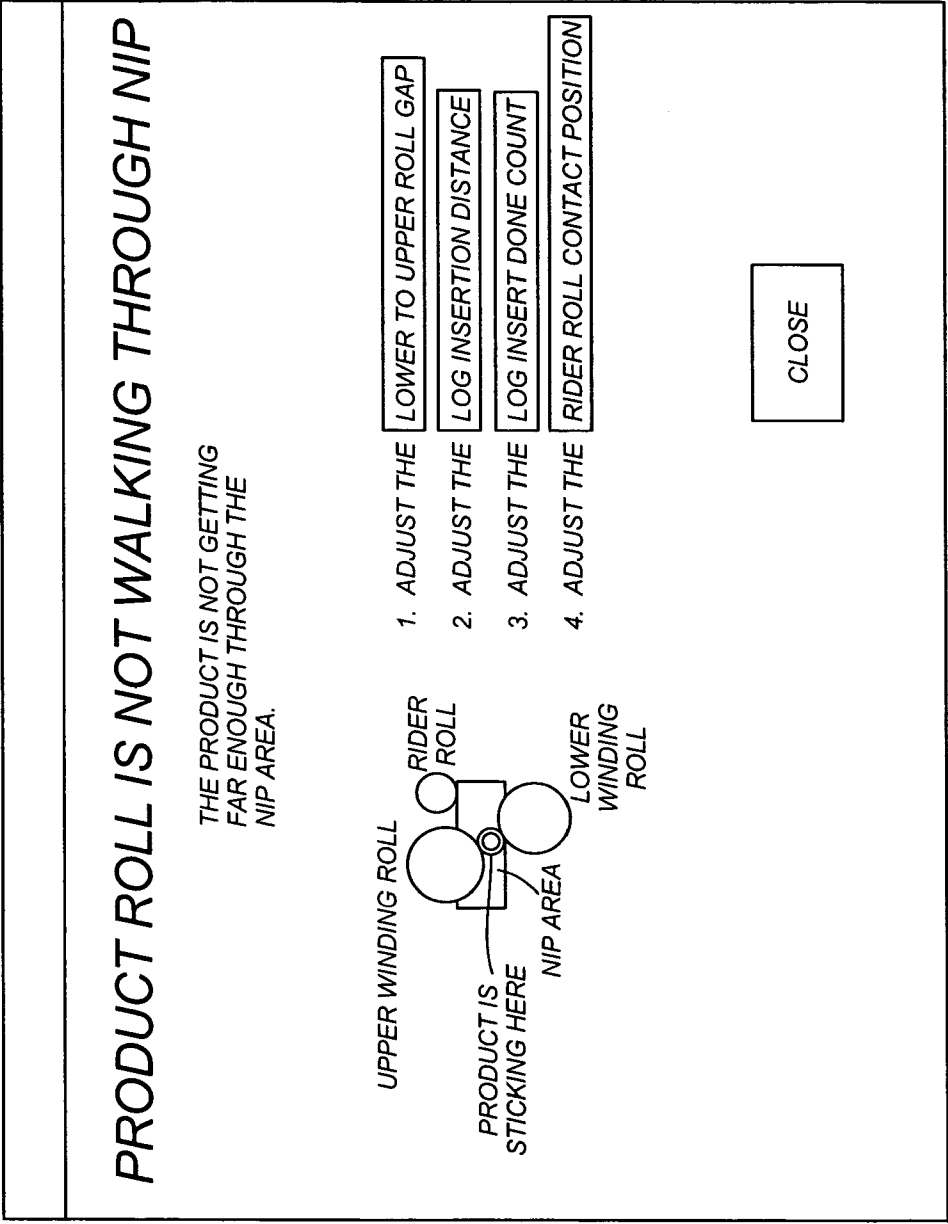 PRODUCT ROLL IS NOT WALKING THROUGH NIP
THE PRODUCT IS NOT GETTING
FAR ENOUGH THROUGH THE
NIP AREA.
UPPER WINDING ROLL
RIDER
ROLL
PRODUCT IS
STICKING HERE
NIP AREA
LOWER
WINDING
ROLL
1. ADJUST THE LOWER TO UPPER ROLL GAP
2. ADJUST THE LOG INSERTION DISTANCE
3. ADJUST THE LOG INSERT DONE COUNT
4. ADJUST THE RIDER ROLL CONTACT POSITION
CLOSE